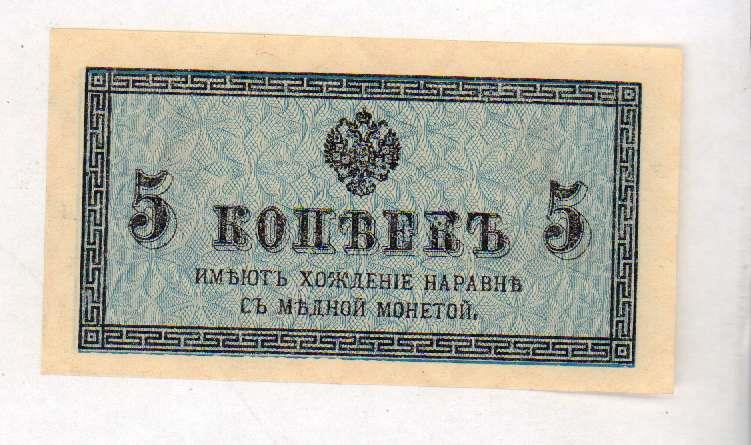 5 КОПѢЕКЪ 5
ИМѢЮТЪ ХОЖДЕНІЕ НАРАВНѢ
СЪ МѢДНОЙ МОНЕТОЙ.